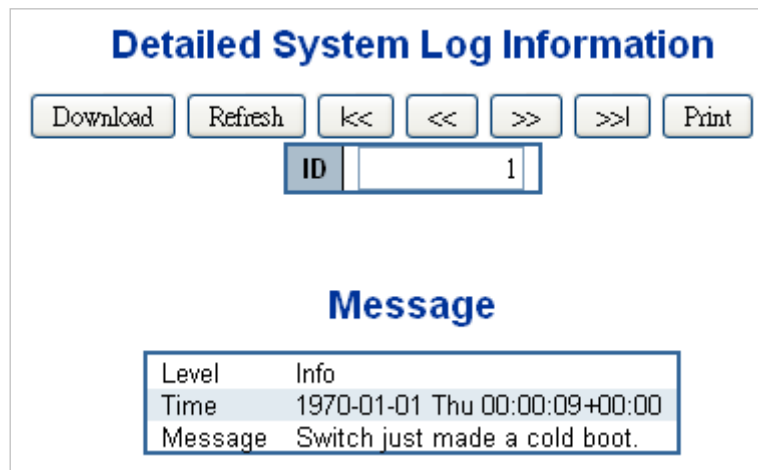 Detailed System Log Information
Download Refresh |<< << >> >>| Print
ID 1
Message
Level Info
Time 1970-01-01 Thu 00:00:09+00:00
Message Switch just made a cold boot.